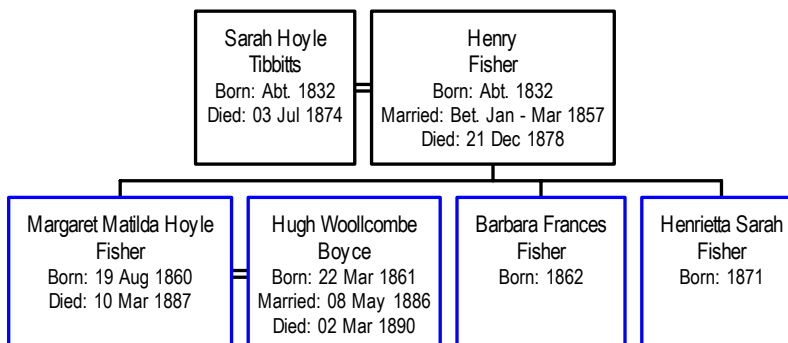 Sarah Hoyle
Tibbitts
Born: Abt. 1832
Died: 03 Jul 1874
Henry
Fisher
Born: Abt. 1832
Married: Bet. Jan - Mar 1857
Died: 21 Dec 1878
Margaret Matilda Hoyle
Fisher
Born: 19 Aug 1860
Died: 10 Mar 1887
Hugh Woollcombe
Boyce
Born: 22 Mar 1861
Married: 08 May 1886
Died: 02 Mar 1890
Barbara Frances
Fisher
Born: 1862
Henrietta Sarah
Fisher
Born: 1871